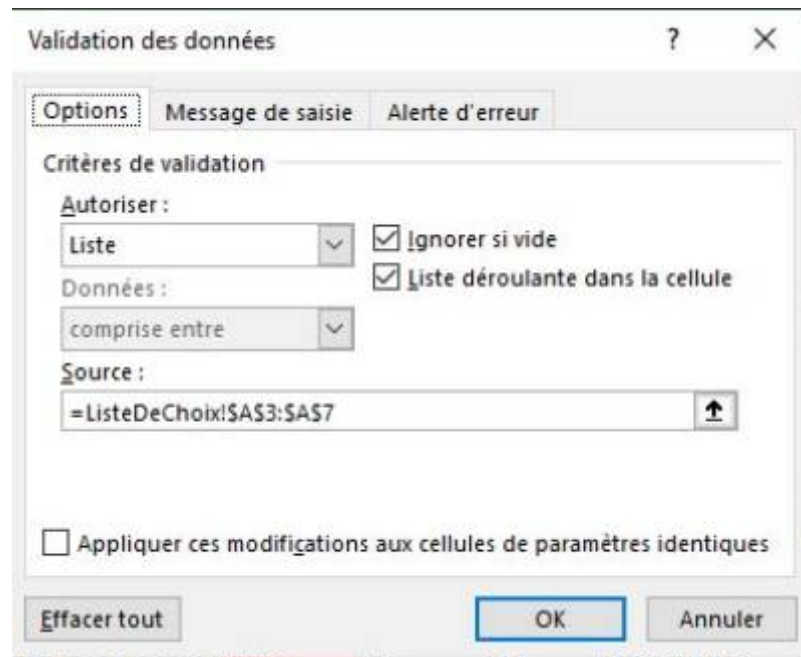 Validation des données ? ×
Options Message de saisie Alerte d'erreur
Critères de validation
Autoriser :
Liste
Ignorer si vide
Liste déroulante dans la cellule
Données :
comprise entre
Source :
=ListeDeChoix!$A$3:$A$7
Appliquer ces modifications aux cellules de paramètres identiques
Effacer tout OK Annuler